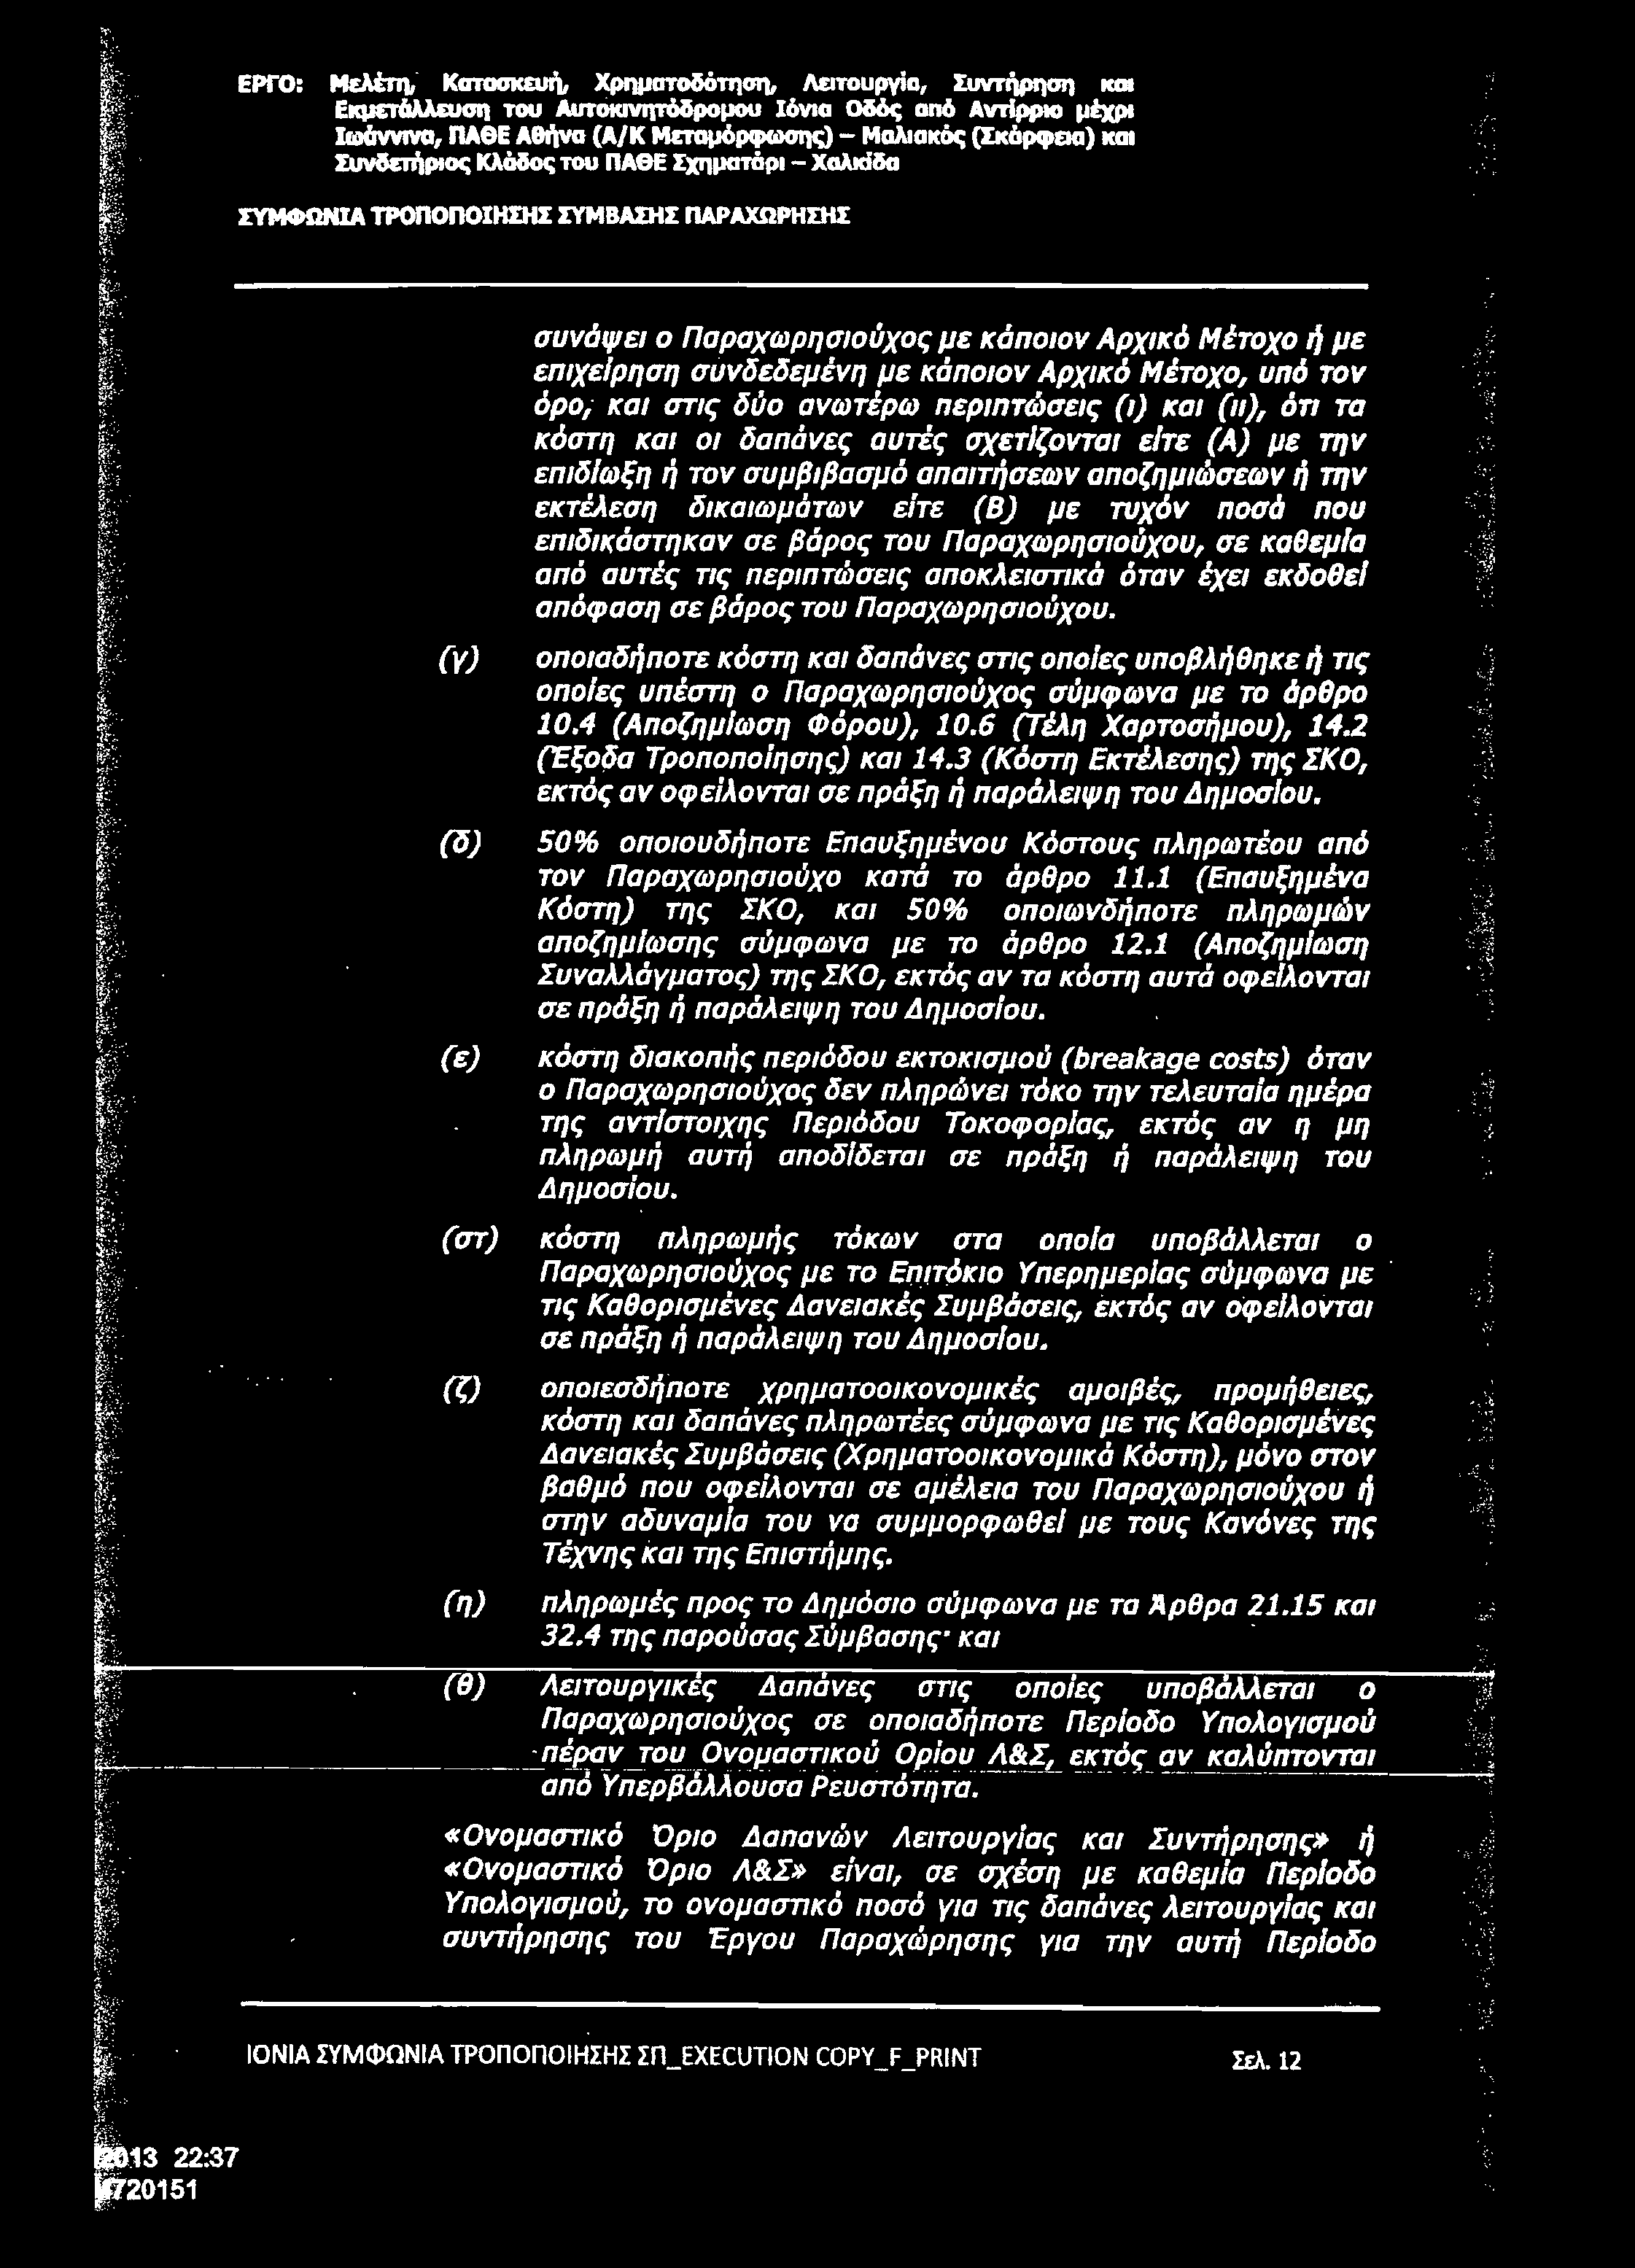 ΕΡΓΟ: Μελέτη, Κατασκευή, Χρηματοδότηση, Λειτουργία, Συντήρηση και
Εκμετάλλευση του Αυτοκινητόδρομου Ιόνια Οδός από Αντίρριο μέχρι
Ιωάννινα, ΠΑΘΕ Αθήνα (Α/Κ Μεταμόρφωσης) – Μαλιακός (Σκάρφεια) και
Συνδετήριος Κλάδος του ΠΑΘΕ Σχηματάρι – Χαλκίδα
ΣΥΜΦΩΝΙΑ ΤΡΟΠΟΠΟΙΗΣΗΣ ΣΥΜΒΑΣΗΣ ΠΑΡΑΧΩΡΗΣΗΣ
συνάψει ο Παραχωρησιούχος με κάποιον Αρχικό Μέτοχο ή με
επιχείρηση συνδεδεμένη με κάποιον Αρχικό Μέτοχο, υπό τον
όρο, και στις δύο ανωτέρω περιπτώσεις (ι) και (ιι), ότι τα
κόστη και οι δαπάνες αυτές σχετίζονται είτε (Α) με την
επιδίωξη ή τον συμβιβασμό απαιτήσεων αποζημιώσεων ή την
εκτέλεση δικαιωμάτων είτε (Β) με τυχόν ποσά που
επιδικάστηκαν σε βάρος του Παραχωρησιούχου, σε καθεμία
από αυτές τις περιπτώσεις αποκλειστικά όταν έχει εκδοθεί
απόφαση σε βάρος του Παραχωρησιούχου.
(γ) οποιαδήποτε κόστη και δαπάνες στις οποίες υποβλήθηκε ή τις
οποίες υπέστη ο Παραχωρησιούχος σύμφωνα με το άρθρο
10.4 (Αποζημίωση Φόρου), 10.6 (Τέλη Χαρτοσήμου), 14.2
(Έξοδα Τροποποίησης) και 14.3 (Κόστη Εκτέλεσης) της ΣΚΟ,
εκτός αν οφείλονται σε πράξη ή παράλειψη του Δημοσίου.
(δ) 50% οποιουδήποτε Επαυξημένου Κόστους πληρωτέου από
τον Παραχωρησιούχο κατά το άρθρο 11.1 (Επαυξημένα
Κόστη) της ΣΚΟ, και 50% οποιωνδήποτε πληρωμών
αποζημίωσης σύμφωνα με το άρθρο 12.1 (Αποζημίωση
Συναλλάγματος) της ΣΚΟ, εκτός αν τα κόστη αυτά οφείλονται
σε πράξη ή παράλειψη του Δημοσίου.
(ε) κόστη διακοπής περιόδου εκτοκισμού (breakage costs) όταν
ο Παραχωρησιούχος δεν πληρώνει τόκο την τελευταία ημέρα
της αντίστοιχης Περιόδου Τοκοφορίας, εκτός αν η μη
πληρωμή αυτή αποδίδεται σε πράξη ή παράλειψη του
Δημοσίου.
(στ) κόστη πληρωμής τόκων στα οποία υποβάλλεται ο
Παραχωρησιούχος με το Επιτόκιο Υπερημερίας σύμφωνα με
τις Καθορισμένες Δανειακές Συμβάσεις, εκτός αν οφείλονται
σε πράξη ή παράλειψη του Δημοσίου.
(ζ) οποιεσδήποτε χρηματοοικονομικές αμοιβές, προμήθειες,
κόστη και δαπάνες πληρωτέες σύμφωνα με τις Καθορισμένες
Δανειακές Συμβάσεις (Χρηματοοικονομικά Κόστη), μόνο στον
βαθμό που οφείλονται σε αμέλεια του Παραχωρησιούχου ή
στην αδυναμία του να συμμορφωθεί με τους Κανόνες της
Τέχνης και της Επιστήμης.
(η) πληρωμές προς το Δημόσιο σύμφωνα με τα Άρθρα 21.15 και
32.4 της παρούσας Σύμβασης· και
(θ) Λειτουργικές Δαπάνες στις οποίες υποβάλλεται ο
Παραχωρησιούχος σε οποιαδήποτε Περίοδο Υπολογισμού
πέραν του Ονομαστικού Ορίου Λ&Σ, εκτός αν καλύπτονται
από Υπερβάλλουσα Ρευστότητα.
«Ονομαστικό Όριο Δαπανών Λειτουργίας και Συντήρησης» ή
«Ονομαστικό Όριο Λ&Σ» είναι, σε σχέση με καθεμία Περίοδο
Υπολογισμού, το ονομαστικό ποσό για τις δαπάνες λειτουργίας και
συντήρησης του Έργου Παραχώρησης για την αυτή Περίοδο
ΙΟΝΙΑ ΣΥΜΦΩΝΙΑ ΤΡΟΠΟΠΟΙΗΣΗΣ ΣΠ_EXECUTION COPY_F_PRINT Σελ. 12
2013 22:37
720151